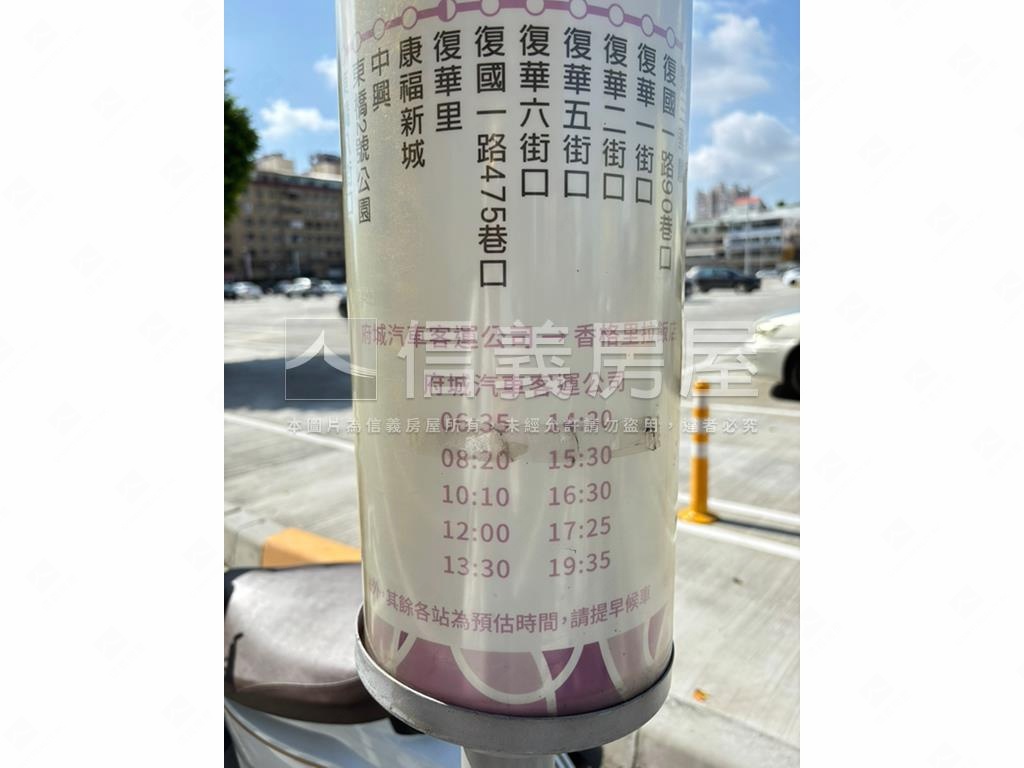 復國一路90巷口
復華一街口
復華二街口
復華五街口
復華六街口
復國一路475巷口
復華里
康福新城
中興
東橋2號公園
府城汽車客運公司→香格里拉飯店
信義房屋
府城汽車客運公司
06:35 14:30
本圖片為信義房屋所有，未經允許請勿盜用，違者必究
08:20 15:30
10:10 16:30
12:00 17:25
13:30 19:35
外，其餘各站為預估時間，請提早候車